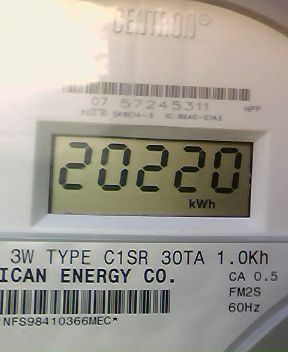 CENTRON®
07 57245311
20220
kWh
3W TYPE C1SR 30TA 1.0Kh
ICAN ENERGY CO.
CA 0.5
FM2S
60Hz
NFS98410366MEC*